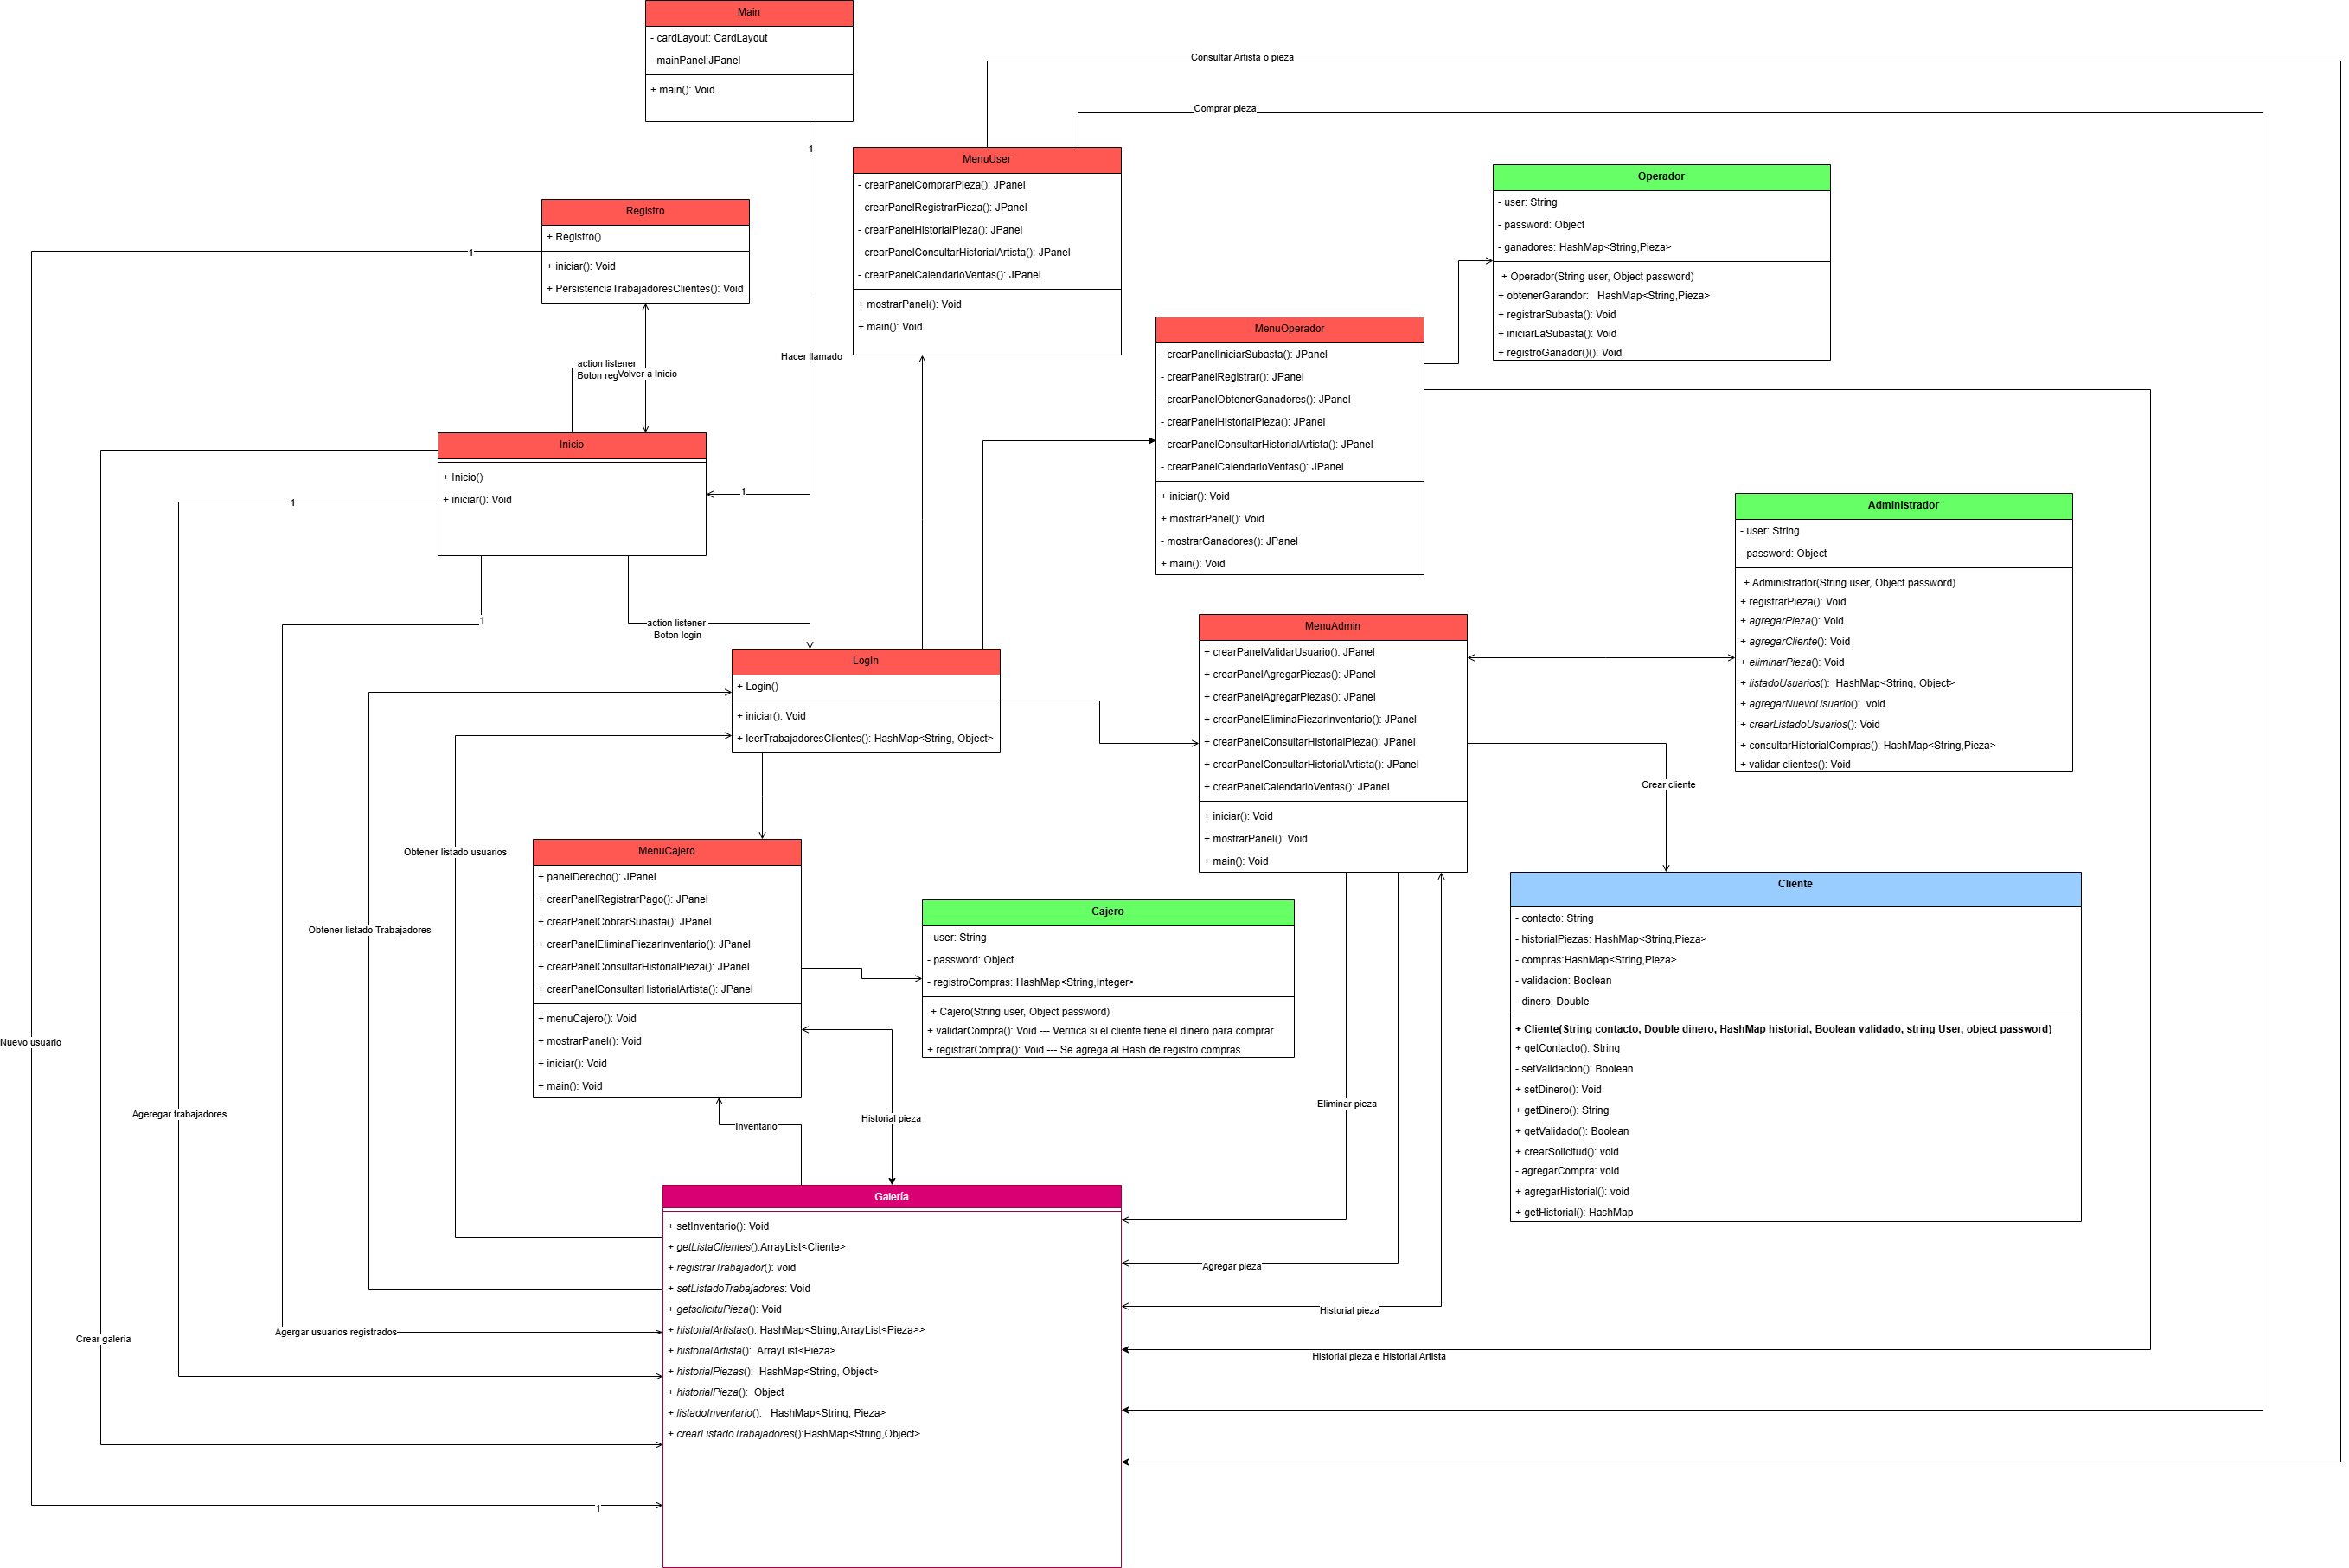 Main
- cardLayout: CardLayout
- mainPanel:JPanel
+ main(): Void
1
Hacer llamado
1
Consultar Artista o pieza
Comprar pieza
MenuUser
- crearPanelComprarPieza(): JPanel
- crearPanelRegistrarPieza(): JPanel
- crearPanelHistorialPieza(): JPanel
- crearPanelConsultarHistorialArtista(): JPanel
- crearPanelCalendarioVentas(): JPanel
+ mostrarPanel(): Void
+ main(): Void
Operador
- user: String
- password: Object
- ganadores: HashMap<String,Pieza>
+ Operador(String user, Object password)
+ obtenerGarandor:   HashMap<String,Pieza>
+ registrarSubasta(): Void
+ iniciarLaSubasta(): Void
+ registroGanador()(): Void
Registro
+ Registro()
+ iniciar(): Void
+ PersistenciaTrabajadoresClientes(): Void
1
action listener
Boton reg
Volver a Inicio
MenuOperador
- crearPanelIniciarSubasta(): JPanel
- crearPanelRegistrar(): JPanel
- crearPanelObtenerGanadores(): JPanel
- crearPanelHistorialPieza(): JPanel
- crearPanelConsultarHistorialArtista(): JPanel
- crearPanelCalendarioVentas(): JPanel
+ iniciar(): Void
+ mostrarPanel(): Void
- mostrarGanadores(): JPanel
+ main(): Void
Inicio
+ Inicio()
+ iniciar(): Void
1
1
action listener
Boton login
Administrador
- user: String
- password: Object
+ Administrador(String user, Object password)
+ registrarPieza(): Void
+ agregarPieza(): Void
+ agregarCliente(): Void
+ eliminarPieza(): Void
+ listadoUsuarios():  HashMap<String, Object>
+ agregarNuevoUsuario():  void
+ crearListadoUsuarios(): Void
+ consultarHistorialCompras(): HashMap<String,Pieza>
+ validar clientes(): Void
LogIn
+ Login()
+ iniciar(): Void
+ leerTrabajadoresClientes(): HashMap<String, Object>
MenuAdmin
+ crearPanelValidarUsuario(): JPanel
+ crearPanelAgregarPiezas(): JPanel
+ crearPanelAgregarPiezas(): JPanel
+ crearPanelEliminaPiezarInventario(): JPanel
+ crearPanelConsultarHistorialPieza(): JPanel
+ crearPanelConsultarHistorialArtista(): JPanel
+ crearPanelCalendarioVentas(): JPanel
+ iniciar(): Void
+ mostrarPanel(): Void
+ main(): Void
Crear cliente
Obtener listado usuarios
Obtener listado Trabajadores
MenuCajero
+ panelDerecho(): JPanel
+ crearPanelRegistrarPago(): JPanel
+ crearPanelCobrarSubasta(): JPanel
+ crearPanelEliminaPiezarInventario(): JPanel
+ crearPanelConsultarHistorialPieza(): JPanel
+ crearPanelConsultarHistorialArtista(): JPanel
+ menuCajero(): Void
+ mostrarPanel(): Void
+ iniciar(): Void
+ main(): Void
Cajero
- user: String
- password: Object
- registroCompras: HashMap<String,Integer>
+ Cajero(String user, Object password)
+ validarCompra(): Void --- Verifica si el cliente tiene el dinero para comprar
+ registrarCompra(): Void --- Se agrega al Hash de registro compras
Cliente
- contacto: String
- historialPiezas: HashMap<String,Pieza>
- compras:HashMap<String,Pieza>
- validacion: Boolean
- dinero: Double
+ Cliente(String contacto, Double dinero, HashMap historial, Boolean validado, string User, object password)
+ getContacto(): String
- setValidacion(): Boolean
+ setDinero(): Void
+ getDinero(): String
+ getValidado(): Boolean
+ crearSolicitud(): void
- agregarCompra: void
+ agregarHistorial(): void
+ getHistorial(): HashMap
Nuevo usuario
Ageregar trabajadores
Inventario
Historial pieza
Eliminar pieza
Agregar pieza
Historial pieza
Historial pieza e Historial Artista
Agergar usuarios registrados
Crear galeria
1
Galería
+ setInventario(): Void
+ getListaClientes():ArrayList<Cliente>
+ registrarTrabajador(): void
+ setListadoTrabajadores: Void
+ getsolicituPieza(): Void
+ historialArtistas(): HashMap<String,ArrayList<Pieza>>
+ historialArtista():  ArrayList<Pieza>
+ historialPiezas():  HashMap<String, Object>
+ historialPieza():  Object
+ listadoInventario():   HashMap<String, Pieza>
+ crearListadoTrabajadores():HashMap<String,Object>